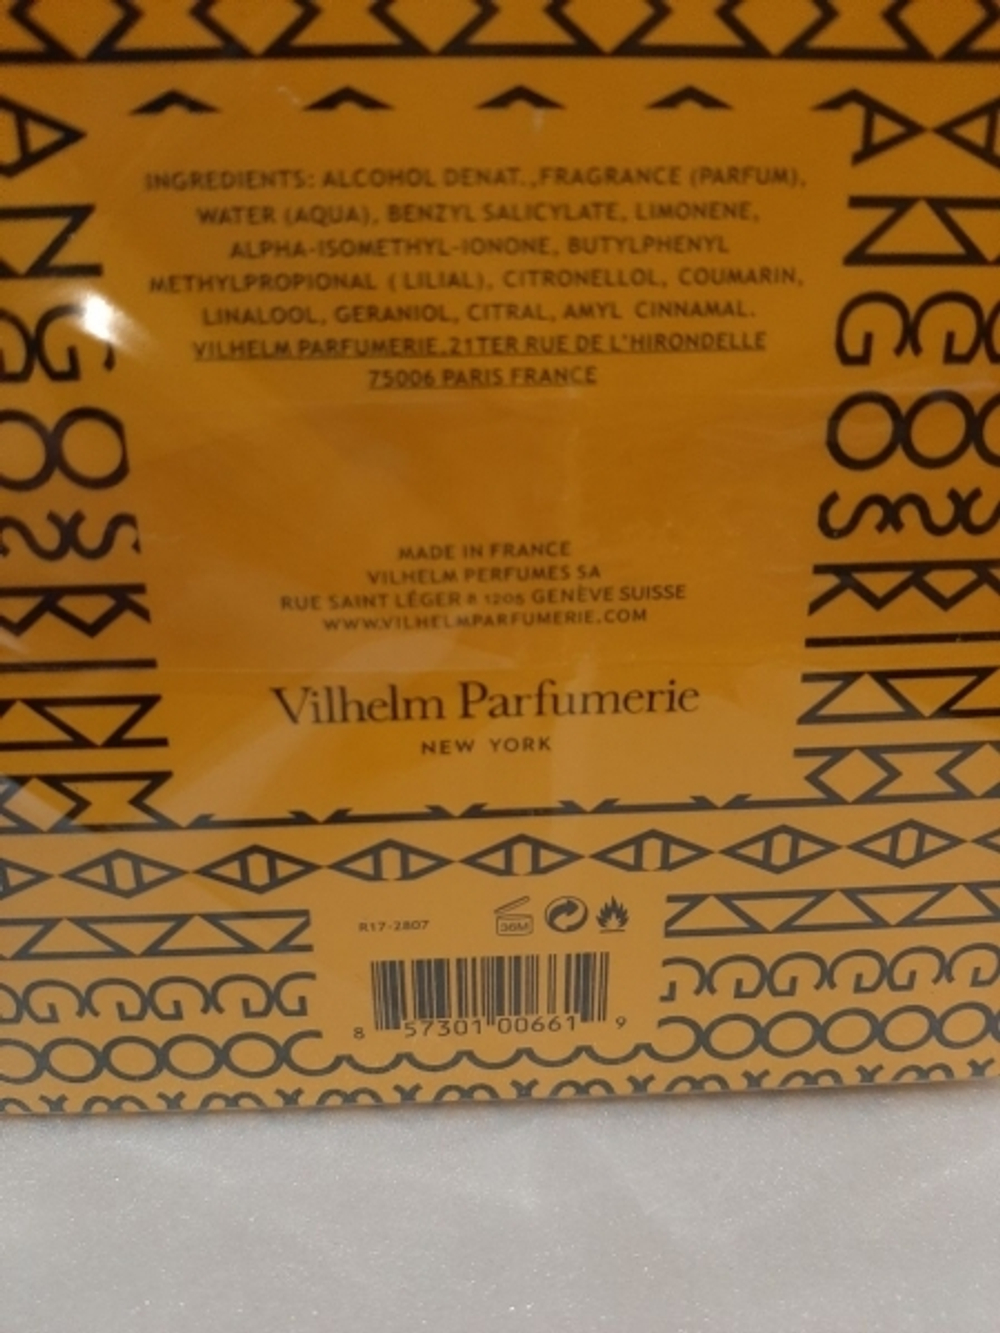 INGREDIENTS: ALCOHOL DENAT.,FRAGRANCE (PARFUM),
WATER (AQUA), BENZYL SALICYLATE, LIMONENE,
ALPHA-ISOMETHYL-IONONE, BUTYLPHENYL
METHYLPROPIONAL ( LILIAL), CITRONELLOL, COUMARIN,
LINALOOL, GERANIOL, CITRAL, AMYL CINNAMAL.
VILHELM PARFUMERIE.21TER RUE DE L'HIRONDELLE
75006 PARIS FRANCE
MADE IN FRANCE
VILHELM PERFUMES SA
RUE SAINT LÉGER 8 1205 GENÈVE SUISSE
WWW.VILHELMPARFUMERIE.COM
Vilhelm Parfumerie
NEW YORK
R17-2807
36M
8 57301 00661 9